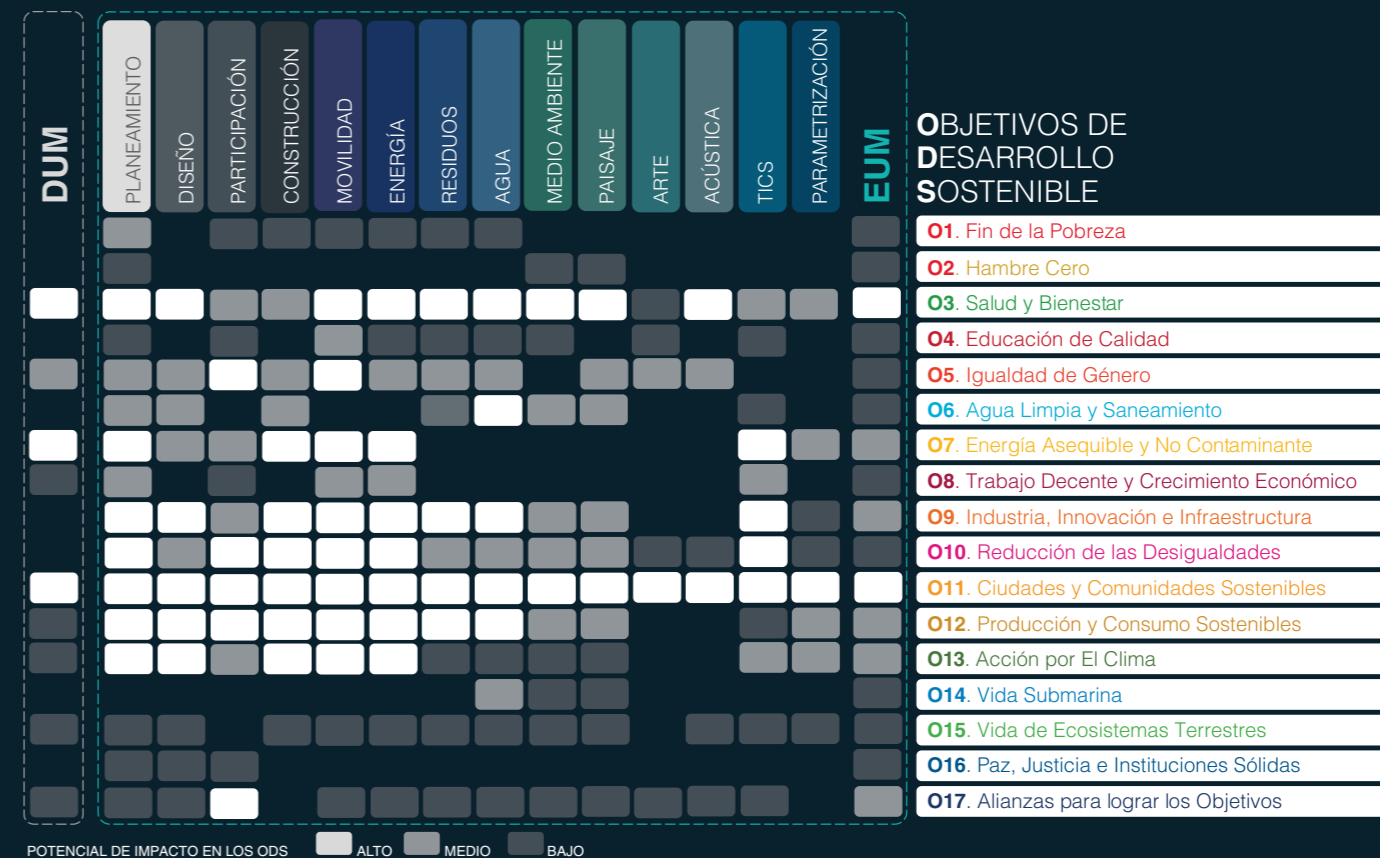 DUM
PLANEAMIENTO
DISEÑO
PARTICIPACIÓN
CONSTRUCCIÓN
MOVILIDAD
ENERGÍA
RESIDUOS
AGUA
MEDIO AMBIENTE
PAISAJE
ARTE
ACÚSTICA
TICS
PARAMETRIZACIÓN
EUM
OBJETIVOS DE
DESARROLLO
SOSTENIBLE
O1. Fin de la Pobreza
O2. Hambre Cero
O3. Salud y Bienestar
O4. Educación de Calidad
O5. Igualdad de Género
O6. Agua Limpia y Saneamiento
O7. Energía Asequible y No Contaminante
O8. Trabajo Decente y Crecimiento Económico
O9. Industria, Innovación e Infraestructura
O10. Reducción de las Desigualdades
O11. Ciudades y Comunidades Sostenibles
O12. Producción y Consumo Sostenibles
O13. Acción por El Clima
O14. Vida Submarina
O15. Vida de Ecosistemas Terrestres
O16. Paz, Justicia e Instituciones Sólidas
O17. Alianzas para lograr los Objetivos
POTENCIAL DE IMPACTO EN LOS ODS ALTO MEDIO BAJO